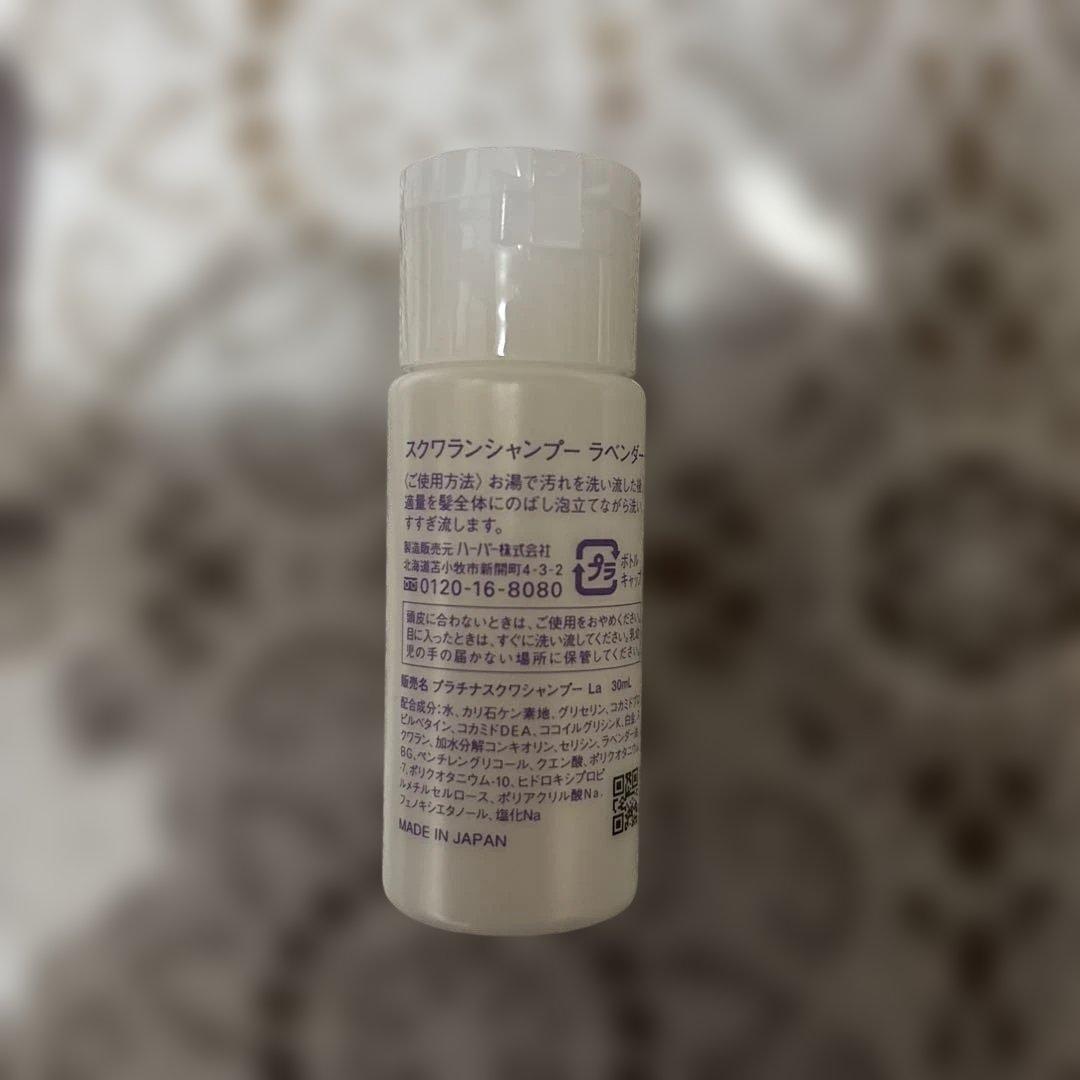 スクワランシャンプー ラベンダー
〈ご使用方法〉お湯で汚れを洗い流した後、
適量を髪全体にのばし泡立てながら洗い、
すすぎ流します。
製造販売元 ハーバー株式会社
北海道苫小牧市新開町4-3-2
0120-16-8080
プラ
ボトル
キャップ
頭皮に合わないときは、ご使用をおやめください。
目に入ったときは、すぐに洗い流してください。乳幼
児の手の届かない場所に保管してください。
販売名 プラチナスクワシャンプー La 30mL
配合成分:水、カリ石ケン素地、グリセリン、コカミドプロ
ピルベタイン、コカミドDEA、ココイルグリシンK、白金、ス
クワラン、加水分解コンキオリン、セリシン、ラベンダー油、
BG、ペンチレングリコール、クエン酸、ポリクオタニウム
-7、ポリクオタニウム-10、ヒドロキシプロピ
ルメチルセルロース、ポリアクリル酸Na、
フェノキシエタノール、塩化Na
MADE IN JAPAN